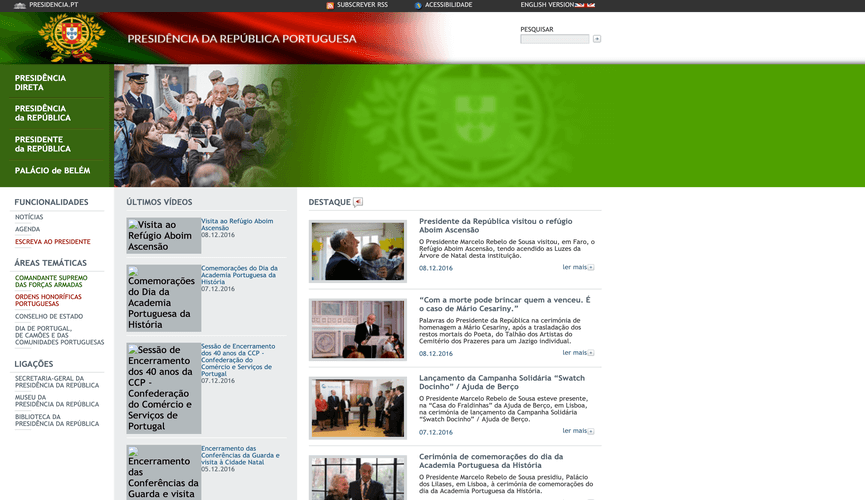 PRESIDENCIA.PT
SUBSCREVER RSS
ACESSIBILIDADE
ENGLISH VERSION
PRESIDÊNCIA DA REPÚBLICA PORTUGUESA
PESQUISAR
PRESIDÊNCIA
DIRETA
PRESIDÊNCIA
da REPÚBLICA
PRESIDENTE
da REPÚBLICA
PALÁCIO de BELÉM
FUNCIONALIDADES
NOTÍCIAS
AGENDA
ESCREVA AO PRESIDENTE
ÁREAS TEMÁTICAS
COMANDANTE SUPREMO
DAS FORÇAS ARMADAS
ORDENS HONORÍFICAS
PORTUGUESAS
CONSELHO DE ESTADO
DIA DE PORTUGAL,
DE CAMÕES E DAS
COMUNIDADES PORTUGUESAS
LIGAÇÕES
SECRETARIA-GERAL DA
PRESIDÊNCIA DA REPÚBLICA
MUSEU DA
PRESIDÊNCIA DA REPÚBLICA
BIBLIOTECA DA
PRESIDÊNCIA DA REPÚBLICA
ÚLTIMOS VÍDEOS
Visita ao
Refúgio Aboim
Ascensão
Visita ao Refúgio Aboim
Ascensão
08.12.2016
Comemorações
do Dia da
Academia
Portuguesa da
História
Comemorações do Dia da
Academia Portuguesa da
História
07.12.2016
Sessão de
Encerramento
dos 40 anos da
CCP -
Confederação
do Comércio e
Serviços de
Portugal
Sessão de Encerramento
dos 40 anos da CCP -
Confederação do
Comércio e Serviços de
Portugal
07.12.2016
Encerramento
das
Conferências da
Guarda e visita
Encerramento das
Conferências da Guarda e
visita à Cidade Natal
05.12.2016
DESTAQUE
Presidente da República visitou o refúgio
Aboim Ascensão
O Presidente Marcelo Rebelo de Sousa visitou, em Faro, o
Refúgio Aboim Ascensão, tendo acendido as Luzes da
Árvore de Natal desta instituição.
08.12.2016
ler mais
“Com a morte pode brincar quem a venceu. É
o caso de Mário Cesariny.”
Palavras do Presidente da República na cerimónia de
homenagem a Mário Cesariny, após a trasladação dos
restos mortais do Poeta, do Talhão dos Artistas do
Cemitério dos Prazeres para um Jazigo individual.
08.12.2016
ler mais
Lançamento da Campanha Solidária “Swatch
Docinho” / Ajuda de Berço
O Presidente Marcelo Rebelo de Sousa esteve presente,
na “Casa do Fraldinhas” da Ajuda de Berço, em Lisboa,
na cerimónia de lançamento da Campanha Solidária
“Swatch Docinho” / Ajuda de Berço.
07.12.2016
ler mais
Cerimónia de comemorações do dia da
Academia Portuguesa da História
O Presidente Marcelo Rebelo de Sousa presidiu, Palácio
dos Lilases, em Lisboa, à cerimónia de comemorações do
dia da Academia Portuguesa da História.